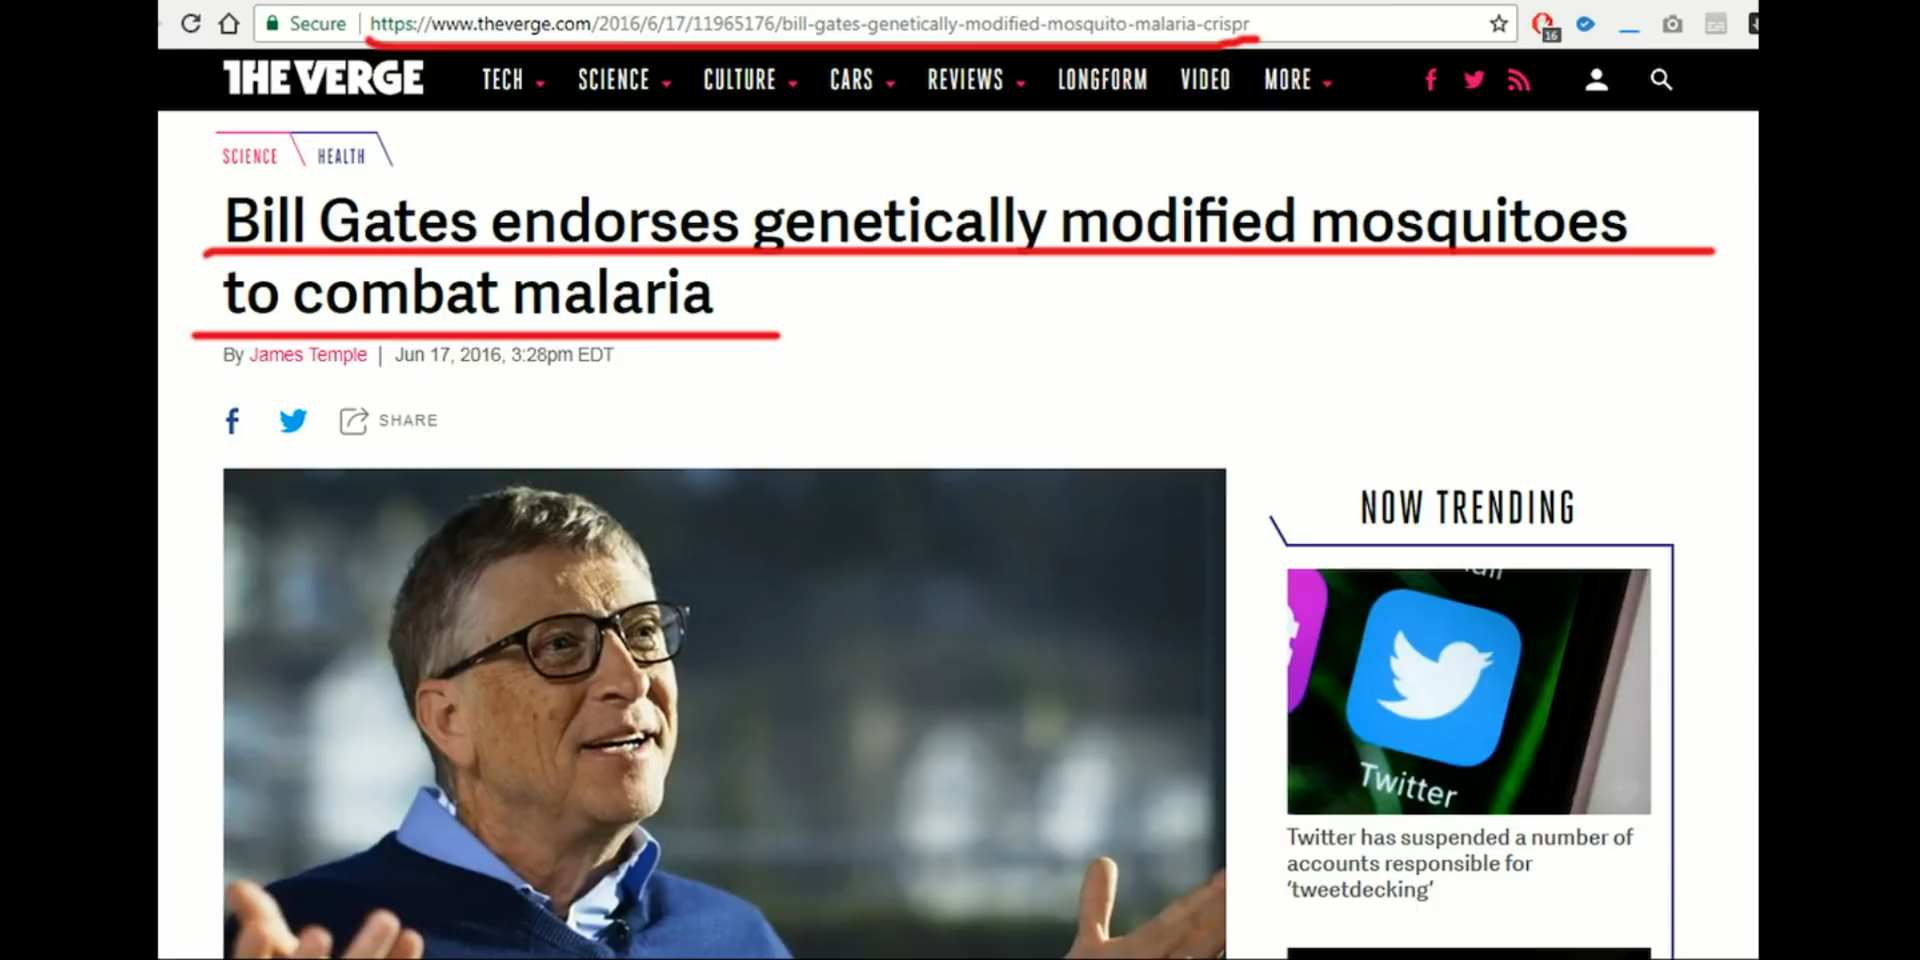 Secure
https://www.theverge.com/2016/6/17/11965176/bill-gates-genetically-modified-mosquito-malaria-crispr
16
THE VERGE
TECH SCIENCE CULTURE CARS REVIEWS LONGFORM VIDEO MORE
SCIENCE HEALTH
Bill Gates endorses genetically modified mosquitoes
to combat malaria
By James Temple | Jun 17, 2016, 3:28pm EDT
SHARE
NOW TRENDING
Twitter
Twitter has suspended a number of
accounts responsible for
‘tweetdecking’